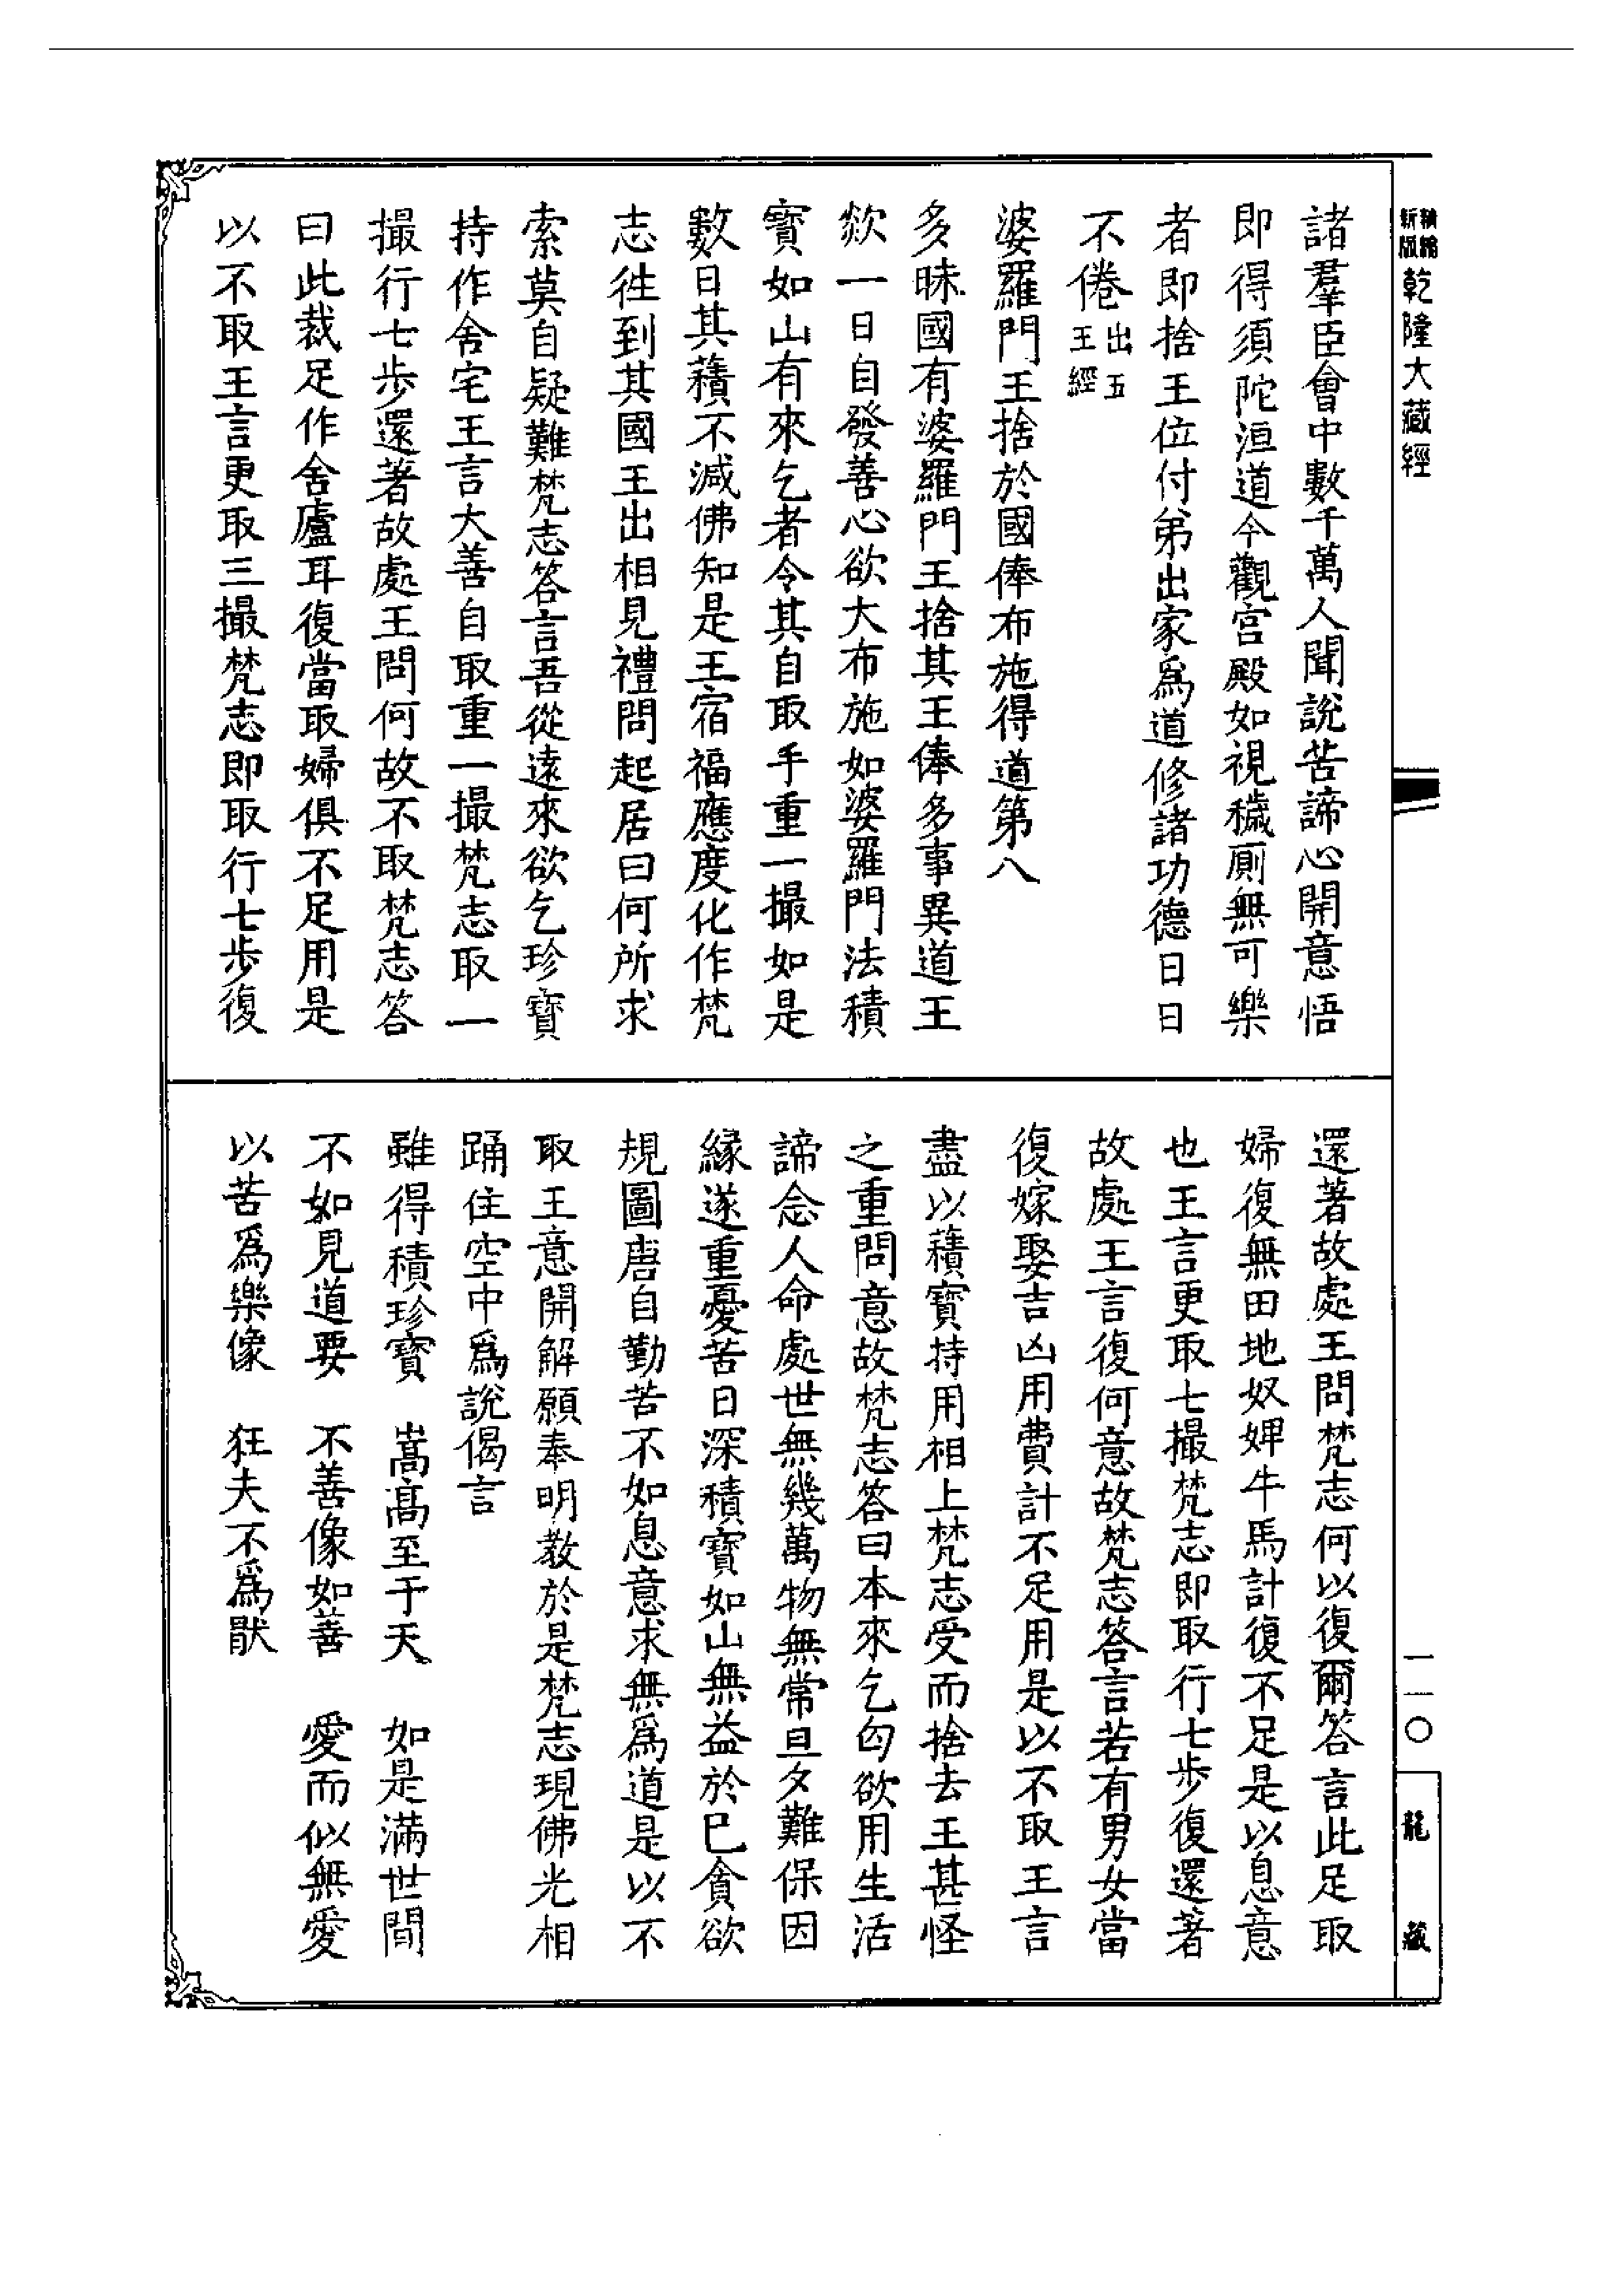 新版精縮乾隆大藏經
諸羣臣會中數千萬人聞說苦諦心開意悟
即得須陀洹道今觀宮殿如視穢廁無可樂
者即捨王位付弟出家爲道修諸功德日日
不倦出五王經
婆羅門王捨於國俸布施得道第八
多昧國有婆羅門王捨其王俸多事異道王
欻一日自發善心欲大布施如婆羅門法積
寳如山有來乞者令其自取手重一撮如是
數日其積不減佛知是王宿福應度化作梵
志徃到其國王出相見禮問起居曰何所求
索莫自疑難梵志答言吾從遠來欲乞珍寳
持作舍宅王言大善自取重一撮梵志取一
撮行七步還著故處王問何故不取梵志答
曰此裁足作舍廬耳復當取婦俱不足用是
以不取王言更取三撮梵志即取行七步復
還著故處王問梵志何以復爾答言此足取
婦復無田地奴婢牛馬計復不足是以息意
也王言更取七撮梵志即取行七步復還著
故處王言復何意故梵志答言若有男女當
復嫁娶吉凶用費計不足用是以不取王言
盡以積寳持用相上梵志受而捨去王甚怪
之重問意故梵志答曰本來乞匃欲用生活
諦念人命處世無幾萬物無常旦夕難保因
緣遂重憂苦日深積寳如山無益於已貪欲
規圖唐自勤苦不如息意求無爲道是以不
取王意開解願奉明教於是梵志現佛光相
踊住空中爲說偈言
雖得積珍寳　嵩髙至于天　如是滿世間
不如見道要　不善像如善　愛而似無愛
以苦爲樂像　狂夫不爲猒
一一〇
龍藏